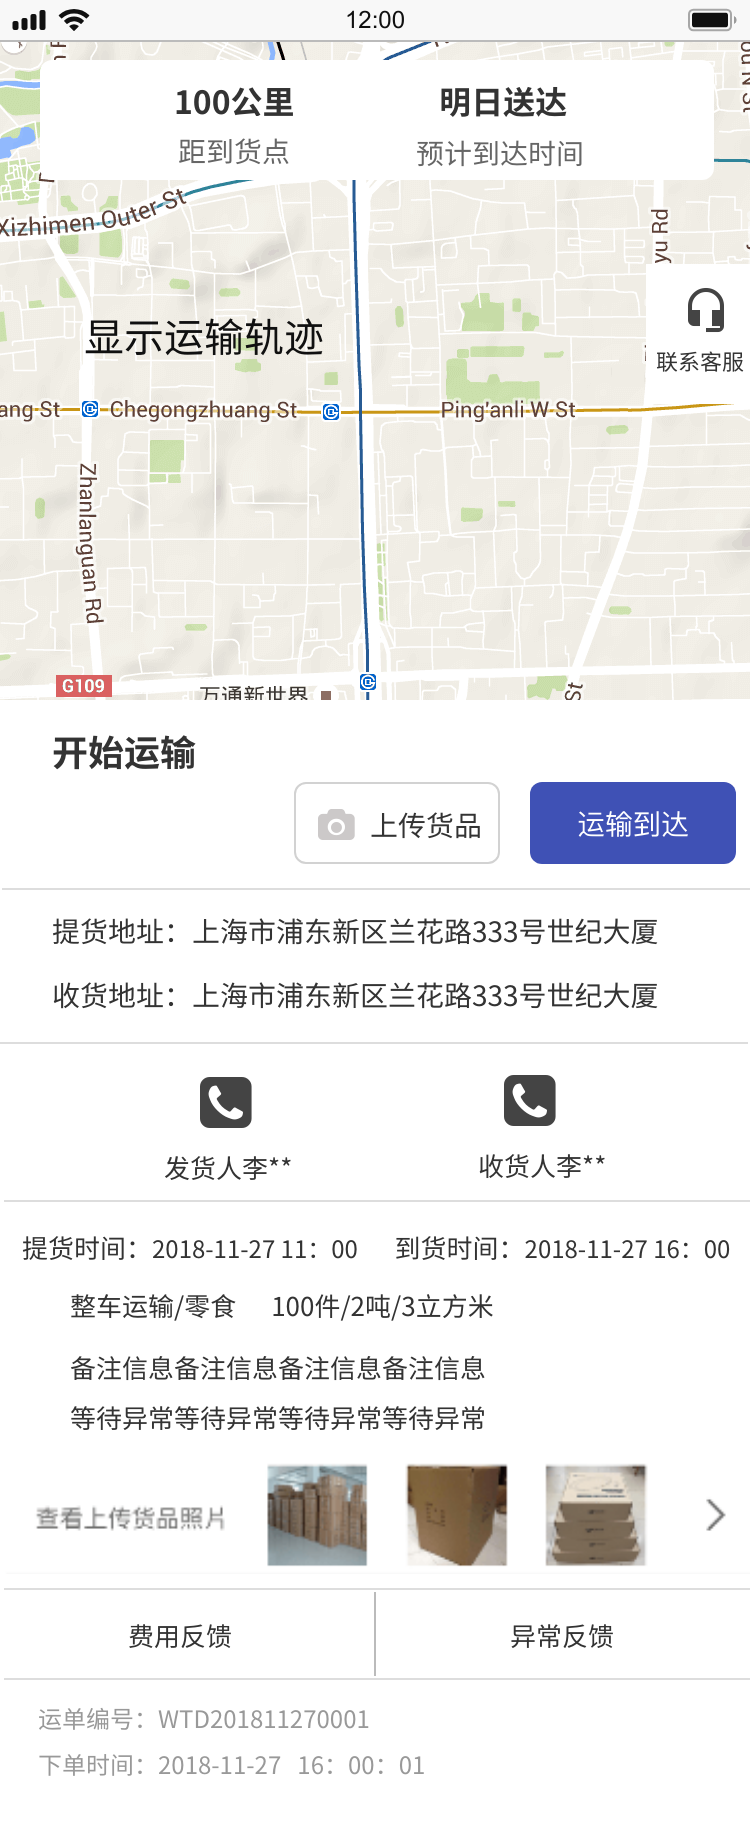 12:00
100公里 明日送达
距到货点 预计到达时间
Xizhimen Outer St
yu Rd
显示运输轨迹
联系客服
ang St Chegongzhuang St Ping'anli W St
Zhanlanguan Rd
G109
万通新世界
St
开始运输
上传货品 运输到达
提货地址：上海市浦东新区兰花路333号世纪大厦
收货地址：上海市浦东新区兰花路333号世纪大厦
发货人李** 收货人李**
提货时间：2018-11-27 11：00 到货时间：2018-11-27 16：00
整车运输/零食 100件/2吨/3立方米
备注信息备注信息备注信息备注信息
等待异常等待异常等待异常等待异常
查看上传货品照片
费用反馈 异常反馈
运单编号：WTD201811270001
下单时间：2018-11-27 16：00：01